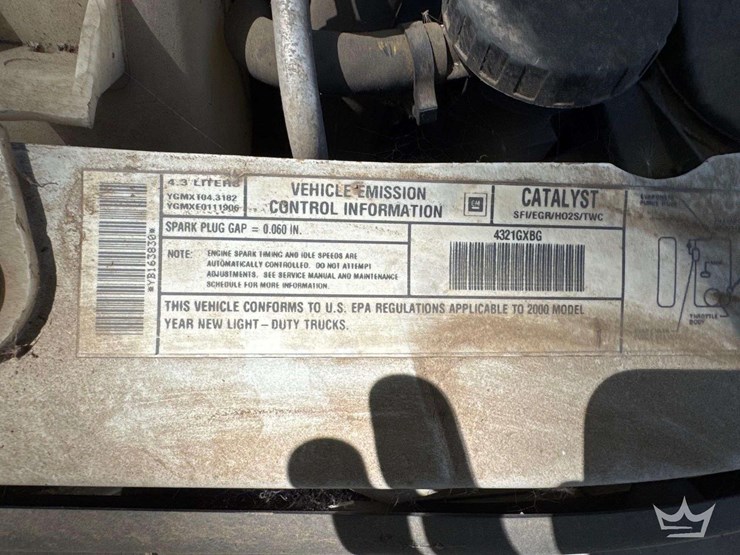 4.3 LITERS
YGMXT04.3182
YGMXE0111906
VEHICLE EMISSION
CONTROL INFORMATION
GM
CATALYST
SFI/EGR/HO2S/TWC
SPARK PLUG GAP = 0.060 IN.
4321GXBG
*YB163830*
NOTE: ENGINE SPARK TIMING AND IDLE SPEEDS ARE
AUTOMATICALLY CONTROLLED. DO NOT ATTEMPT
ADJUSTMENTS. SEE SERVICE MANUAL AND MAINTENANCE
SCHEDULE FOR MORE INFORMATION.
THIS VEHICLE CONFORMS TO U.S. EPA REGULATIONS APPLICABLE TO 2000 MODEL
YEAR NEW LIGHT-DUTY TRUCKS.
THROTTLE
BODY